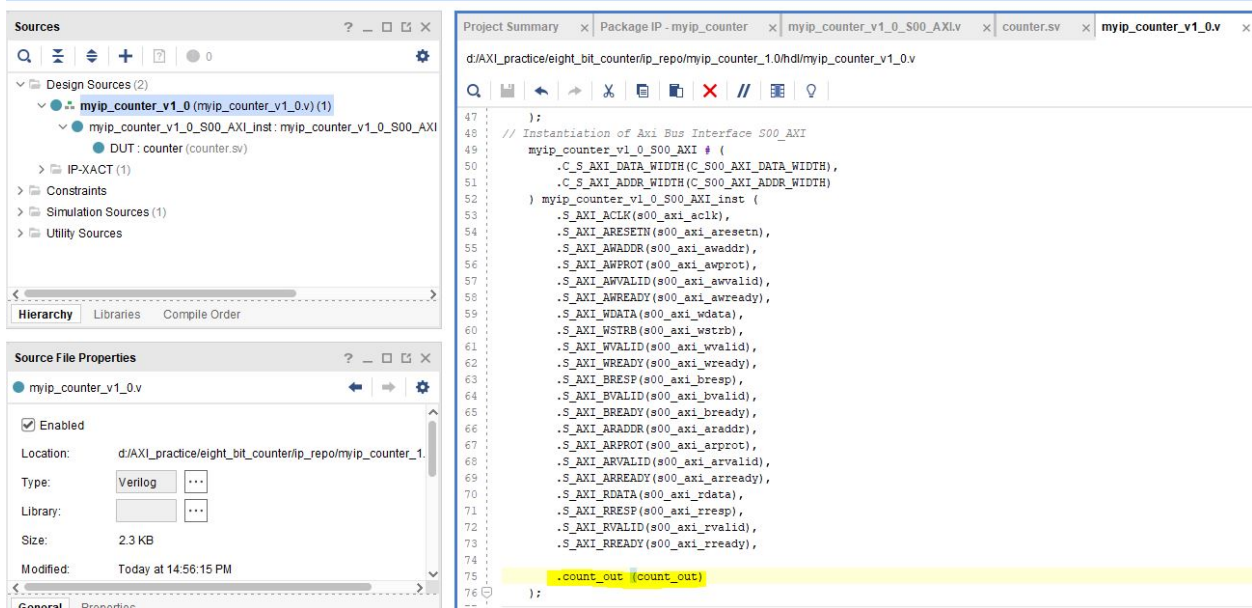 Sources
? _
0
Design Sources (2)
myip_counter_v1_0 (myip_counter_v1_0.v) (1)
myip_counter_v1_0_S00_AXI_inst : myip_counter_v1_0_S00_AXI
DUT : counter (counter.sv)
IP-XACT (1)
Constraints
Simulation Sources (1)
Utility Sources
Hierarchy Libraries Compile Order
Source File Properties
? _
myip_counter_v1_0.v
Enabled
Location: d:/AXI_practice/eight_bit_counter/ip_repo/myip_counter_1.
Type: Verilog ...
Library: ...
Size: 2.3 KB
Modified: Today at 14:56:15 PM
General Properties
Project Summary x Package IP - myip_counter x myip_counter_v1_0_S00_AXI.v x counter.sv x myip_counter_v1_0.v x
d:/AXI_practice/eight_bit_counter/ip_repo/myip_counter_1.0/hdl/myip_counter_v1_0.v
47 );
48 // Instantiation of Axi Bus Interface S00_AXI
49 myip_counter_v1_0_S00_AXI # (
50 .C_S_AXI_DATA_WIDTH(C_S00_AXI_DATA_WIDTH),
51 .C_S_AXI_ADDR_WIDTH(C_S00_AXI_ADDR_WIDTH)
52 ) myip_counter_v1_0_S00_AXI_inst (
53 .S_AXI_ACLK(s00_axi_aclk),
54 .S_AXI_ARESETN(s00_axi_aresetn),
55 .S_AXI_AWADDR(s00_axi_awaddr),
56 .S_AXI_AWPROT(s00_axi_awprot),
57 .S_AXI_AWVALID(s00_axi_awvalid),
58 .S_AXI_AWREADY(s00_axi_awready),
59 .S_AXI_WDATA(s00_axi_wdata),
60 .S_AXI_WSTRB(s00_axi_wstrb),
61 .S_AXI_WVALID(s00_axi_wvalid),
62 .S_AXI_WREADY(s00_axi_wready),
63 .S_AXI_BRESP(s00_axi_bresp),
64 .S_AXI_BVALID(s00_axi_bvalid),
65 .S_AXI_BREADY(s00_axi_bready),
66 .S_AXI_ARADDR(s00_axi_araddr),
67 .S_AXI_ARPROT(s00_axi_arprot),
68 .S_AXI_ARVALID(s00_axi_arvalid),
69 .S_AXI_ARREADY(s00_axi_arready),
70 .S_AXI_RDATA(s00_axi_rdata),
71 .S_AXI_RRESP(s00_axi_rresp),
72 .S_AXI_RVALID(s00_axi_rvalid),
73 .S_AXI_RREADY(s00_axi_rready),
74
75 .count_out (count_out)
76 );